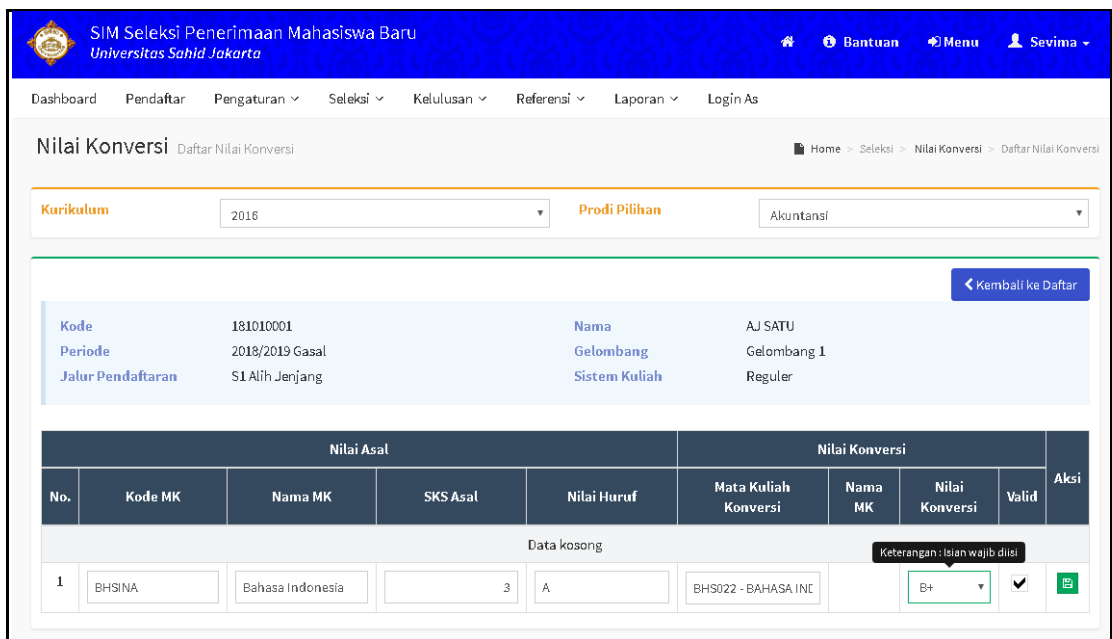 SIM Seleksi Penerimaan Mahasiswa Baru
Universitas Sahid Jakarta
Bantuan Menu Sevima
Dashboard Pendaftar Pengaturan Seleksi Kelulusan Referensi Laporan Login As
Nilai Konversi Daftar Nilai Konversi
Home > Seleksi > Nilai Konversi > Daftar Nilai Konversi
Kurikulum 2016 Prodi Pilihan Akuntansi
Kembali ke Daftar
Kode 181010001 Nama AJ SATU
Periode 2018/2019 Gasal Gelombang Gelombang 1
Jalur Pendaftaran S1 Alih Jenjang Sistem Kuliah Reguler
Nilai Asal Nilai Konversi Aksi
No. Kode MK Nama MK SKS Asal Nilai Huruf Mata Kuliah Konversi Nama MK Nilai Konversi Valid
Data kosong
Keterangan : Isian wajib diisi
1 BHSINA Bahasa Indonesia 3 A BHS022 - BAHASA IND B+